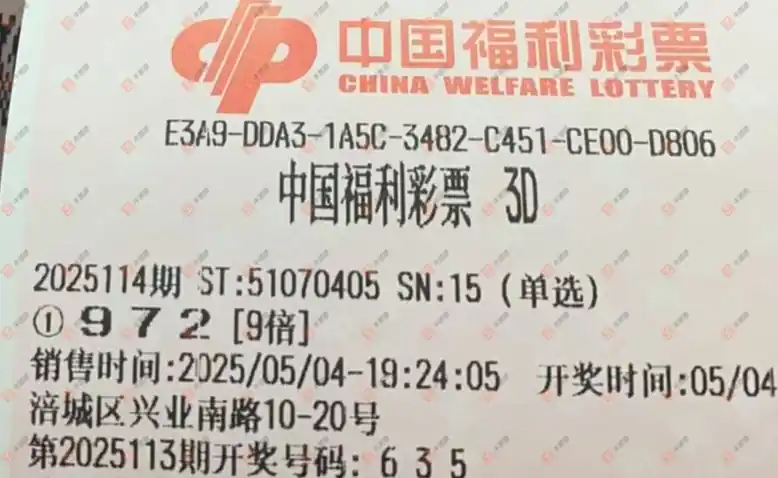 中国福利彩票
CHINA WELFARE LOTTERY
E3A9-DDA3-1A5C-3482-C451-CE00-D806
中国福利彩票 3D
2025114期 ST:51070405 SN:15 (单选)
① 9 7 2 [9倍]
销售时间:2025/05/04-19:24:05 开奖时间:05/04
涪城区兴业南路10-20号
第2025113期开奖号码: 6 3 5